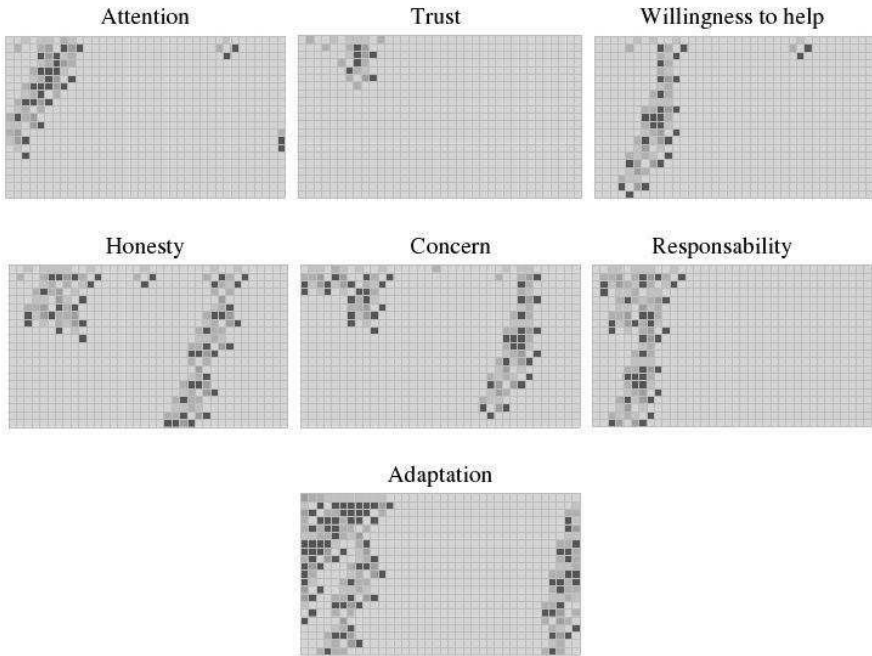 Attention
Trust
Willingness to help
Honesty
Concern
Responsability
Adaptation